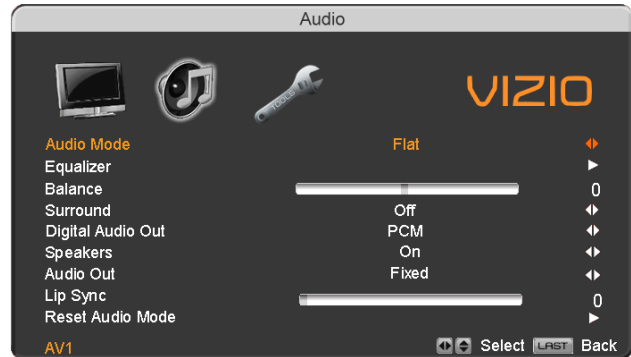 Audio
TOOLS
VIZIO
Audio Mode Flat
Equalizer
Balance 0
Surround Off
Digital Audio Out PCM
Speakers On
Audio Out Fixed
Lip Sync 0
Reset Audio Mode
AV1 Select LAST Back